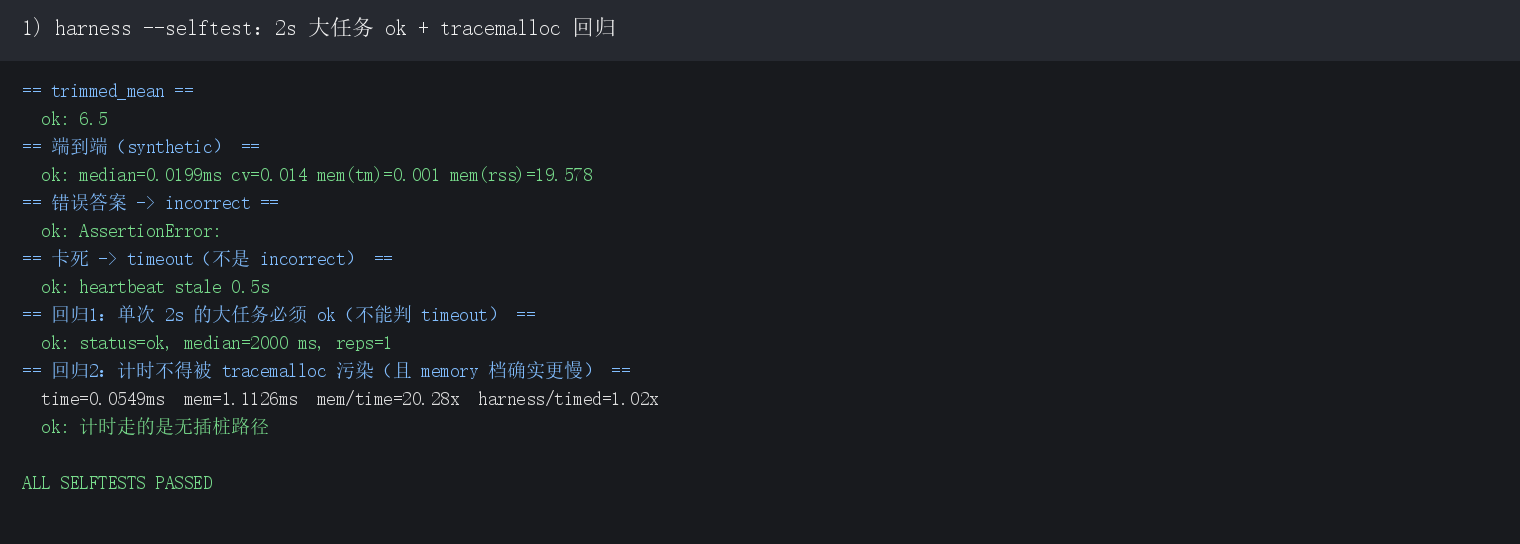 1) harness --selftest: 2s 大任务 ok + tracemalloc 回归
== trimmed_mean ==
ok: 6.5
== 端到端（synthetic） ==
ok: median=0.0199ms cv=0.014 mem(tm)=0.001 mem(rss)=19.578
== 错误答案 -> incorrect ==
ok: AssertionError:
== 卡死 -> timeout（不是 incorrect） ==
ok: heartbeat stale 0.5s
== 回归1：单次 2s 的大任务必须 ok（不能判 timeout） ==
ok: status=ok, median=2000 ms, reps=1
== 回归2：计时不得被 tracemalloc 污染（且 memory 档确实更慢） ==
time=0.0549ms  mem=1.1126ms  mem/time=20.28x  harness/timed=1.02x
ok: 计时走的是无插桩路径
ALL SELFTESTS PASSED